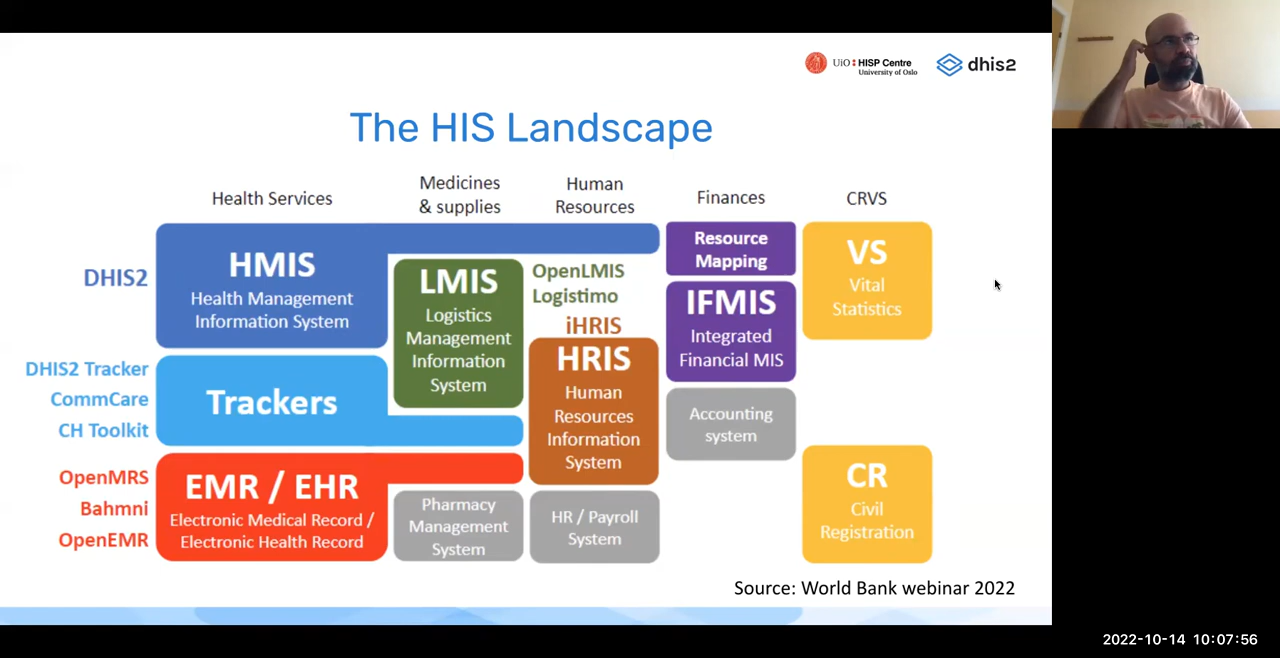 UiO : HISP Centre
University of Oslo
dhis2
The HIS Landscape
Health Services
Medicines
& supplies
Human
Resources
Finances
CRVS
DHIS2
HMIS
Health Management
Information System
LMIS
Logistics
Management
Information
System
OpenLMIS
Logistimo
iHRIS
HRIS
Human
Resources
Information
System
Resource
Mapping
IFMIS
Integrated
Financial MIS
Accounting
system
VS
Vital
Statistics
DHIS2 Tracker
CommCare
CH Toolkit
Trackers
OpenMRS
Bahmni
OpenEMR
EMR / EHR
Electronic Medical Record /
Electronic Health Record
Pharmacy
Management
System
HR / Payroll
System
CR
Civil
Registration
Source: World Bank webinar 2022
2022-10-14 10:07:56